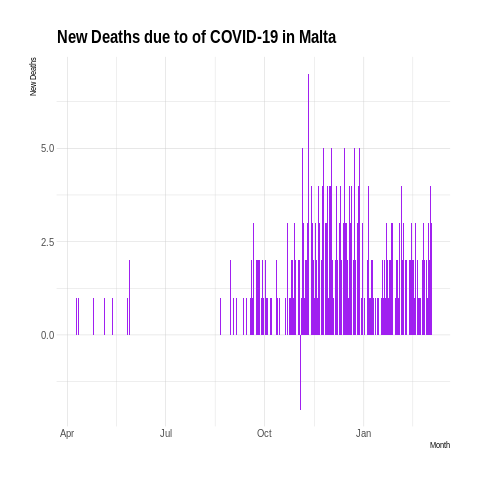 New Deaths due to of COVID-19 in Malta
New Deaths
5.0
2.5
0.0
Apr Jul Oct Jan
Month